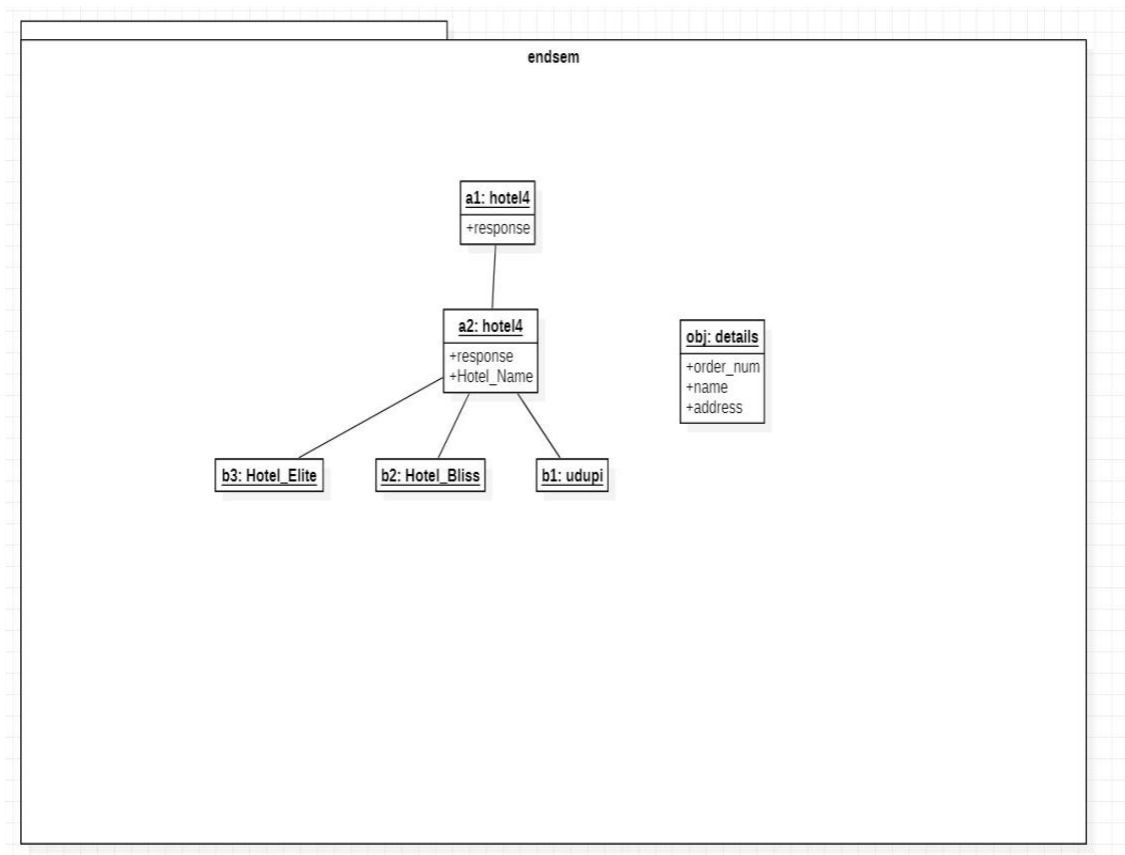 endsem
a1: hotel4
+response
a2: hotel4
+response
+Hotel_Name
obj: details
+order_num
+name
+address
b3: Hotel_Elite
b2: Hotel_Bliss
b1: udupi